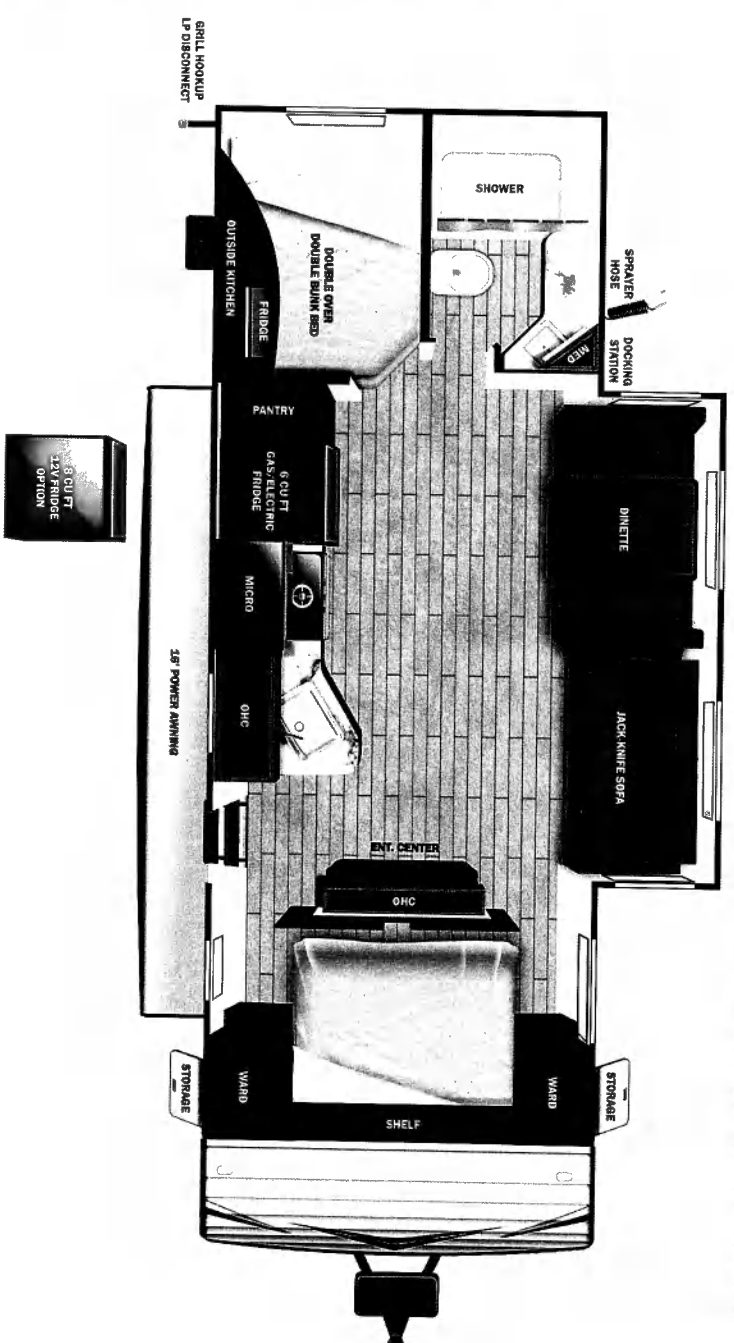 GRILL HOOKUP
LP DISCONNECT
SHOWER
SPRAYER
HOSE
DOCKING
STATION
MED
OUTSIDE KITCHEN
FRIDGE
DOUBLE OVER
DOUBLE BUNK BED
PANTRY
6 CU FT
GAS/ELECTRIC
FRIDGE
8 CU FT
12V FRIDGE
OPTION
DINETTE
MICRO
OHC
16' POWER AWNING
JACK-KNIFE SOFA
ENT. CENTER
OHC
STORAGE
WARD
WARD
STORAGE
SHELF